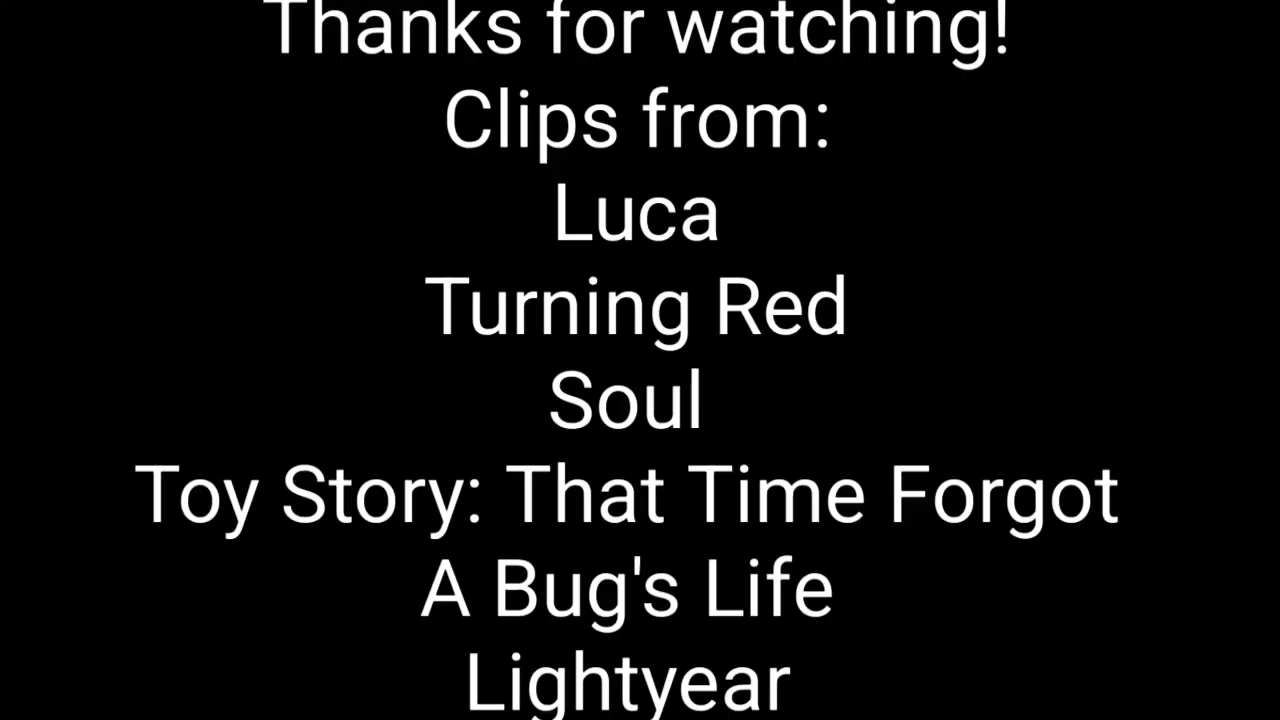 Thanks for watching!
Clips from:
Luca
Turning Red
Soul
Toy Story: That Time Forgot
A Bug's Life
Lightyear